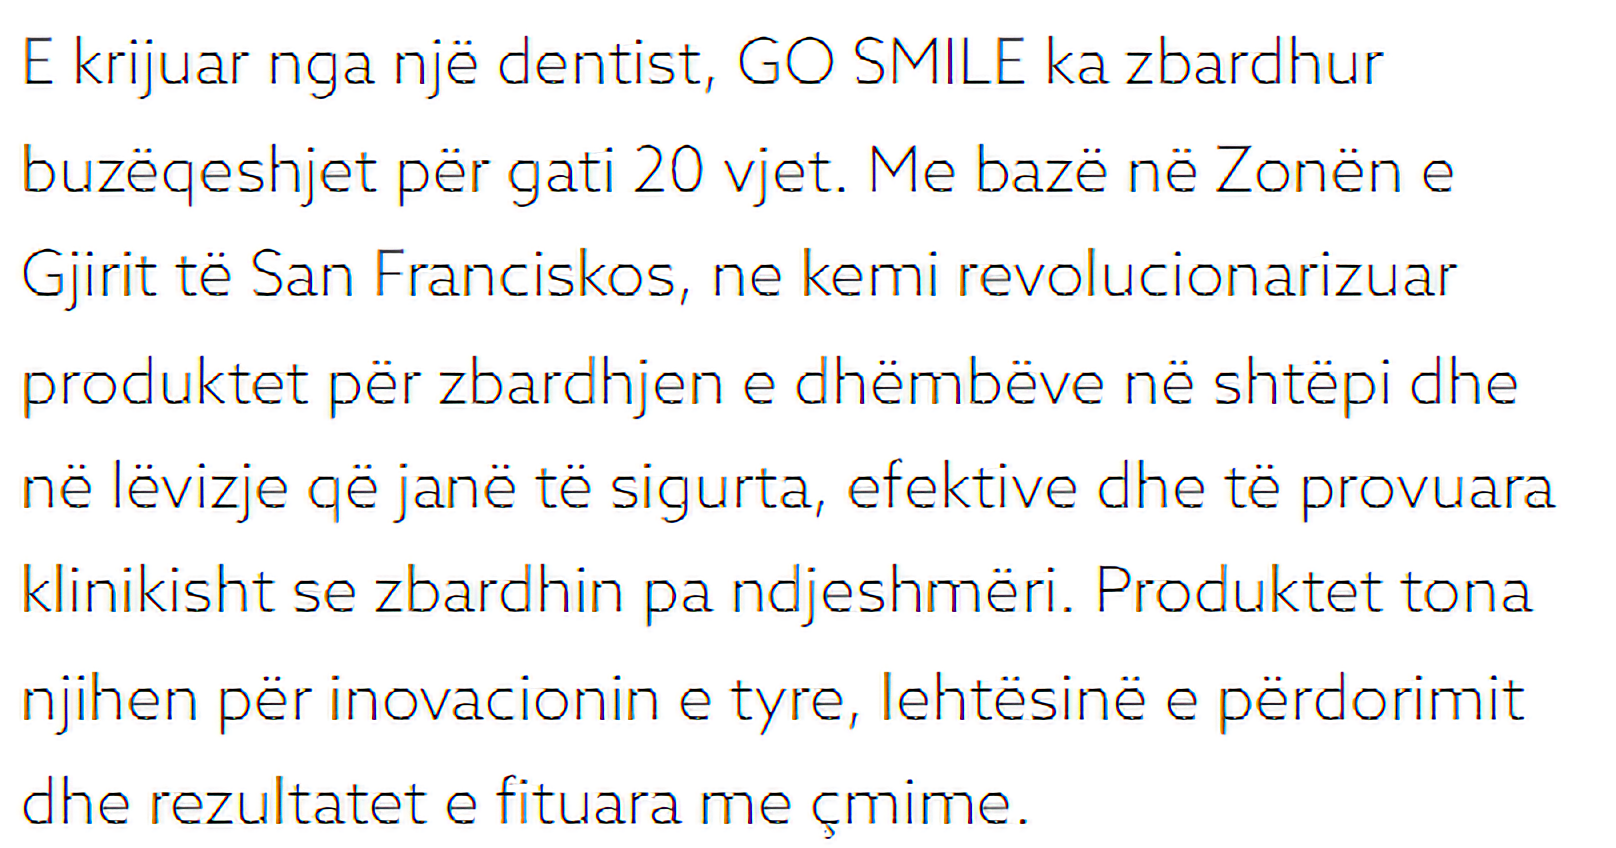 E krijuar nga një dentist, GO SMILE ka zbardhur
buzëqeshjet për gati 20 vjet. Me bazë në Zonën e
Gjirit të San Franciskos, ne kemi revolucionarizuar
produktet për zbardhjen e dhëmbëve në shtëpi dhe
në lëvizje që janë të sigurta, efektive dhe të provuara
klinikisht se zbardhin pa ndjeshmëri. Produktet tona
njihen për inovacionin e tyre, lehtësinë e përdorimit
dhe rezultatet e fituara me çmime.